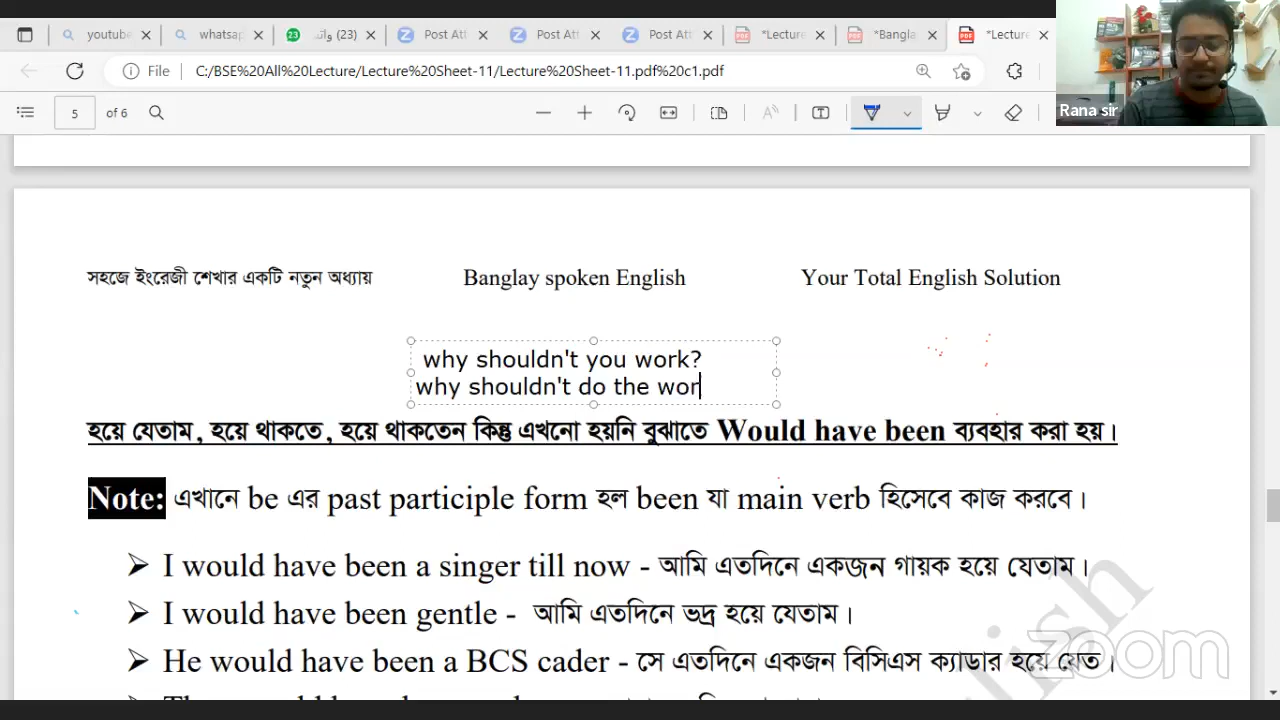 youtube
whatsap
23
(23) وات
Post Att
Post Att
Post Att
*Lecture
*Bangla
*Lecture
File
C:/BSE%20All%20Lecture/Lecture%20Sheet-11/Lecture%20Sheet-11.pdf%20c1.pdf
Rana sir
5 of 6
সহজে ইংরেজী শেখার একটি নতুন অধ্যায় Banglay spoken English Your Total English Solution
why shouldn't you work?
why shouldn't do the wor
হয়ে যেতাম, হয়ে থাকতে, হয়ে থাকতেন কিন্তু এখনো হয়নি বুঝাতে Would have been ব্যবহার করা হয়।
Note: এখানে be এর past participle form হল been যা main verb হিসেবে কাজ করবে।
➤ I would have been a singer till now - আমি এতদিনে একজন গায়ক হয়ে যেতাম।
➤ I would have been gentle - আমি এতদিনে ভদ্র হয়ে যেতাম।
➤ He would have been a BCS cader - সে এতদিনে একজন বিসিএস ক্যাডার হয়ে যেত।
zoom